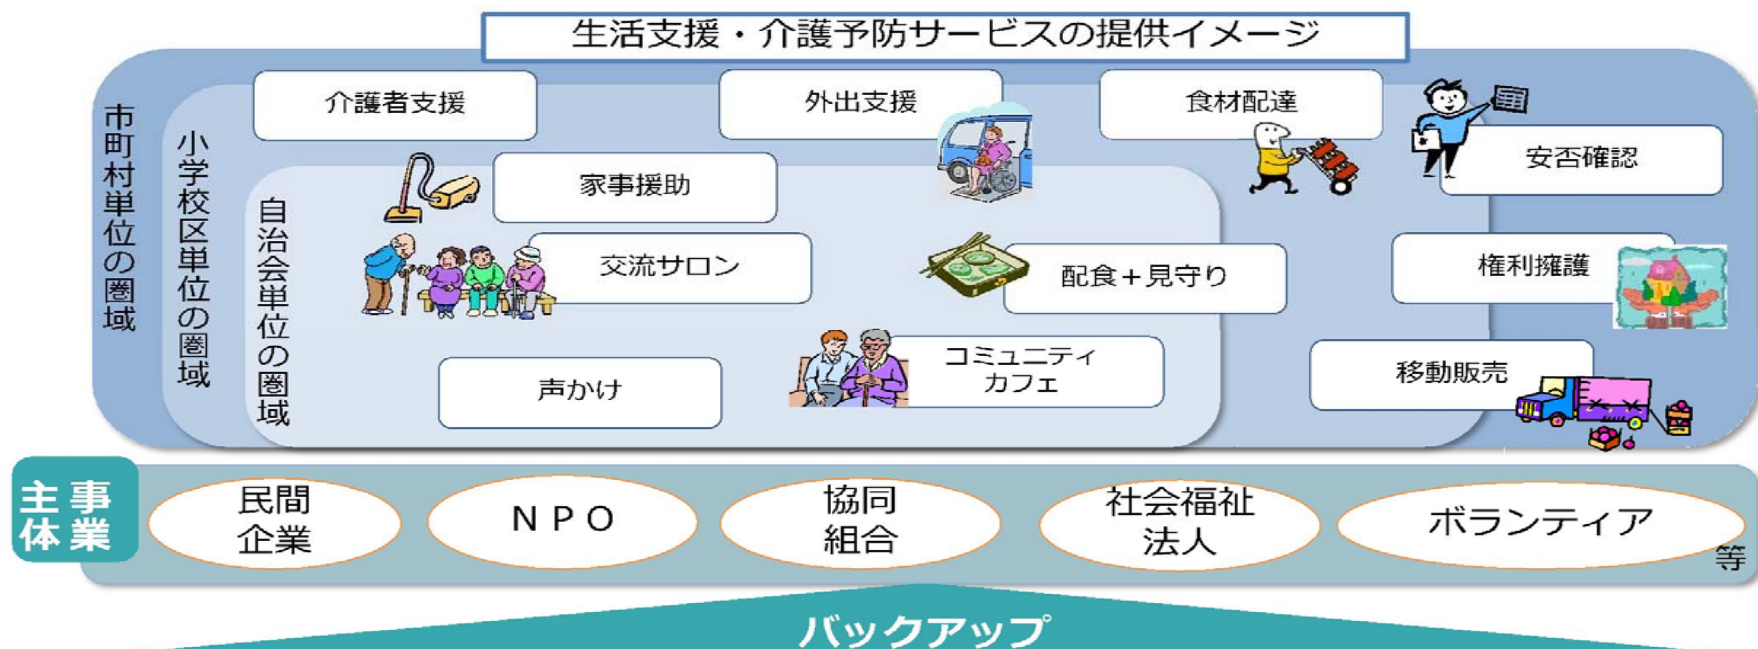 生活支援・介護予防サービスの提供イメージ
市町村単位の圏域
小学校区単位の圏域
自治会単位の圏域
介護者支援
外出支援
食材配達
安否確認
家事援助
交流サロン
配食＋見守り
権利擁護
声かけ
コミュニティ
カフェ
移動販売
事業
主体
民間
企業
ＮＰＯ
協同
組合
社会福祉
法人
ボランティア
等
バックアップ